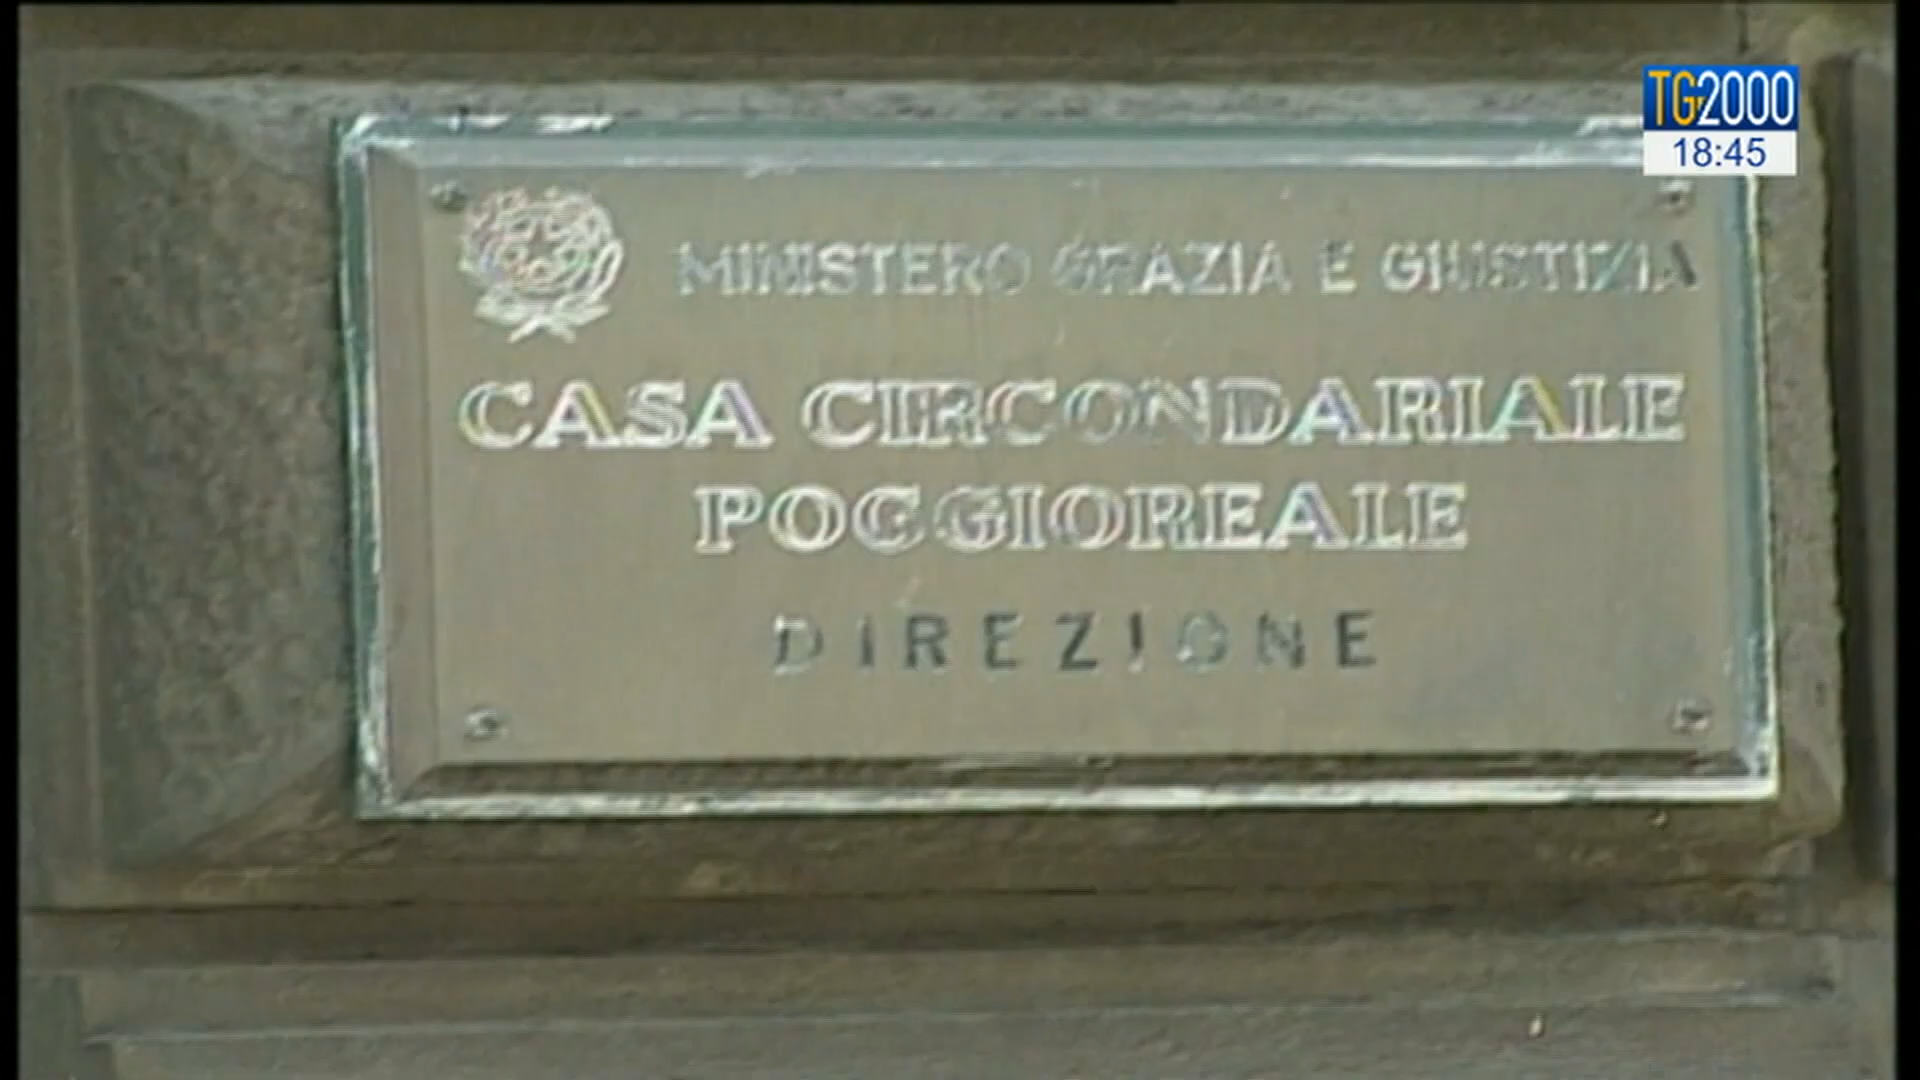 TG2000
18:45
MINISTERO GRAZIA E GIUSTIZIA
CASA CIRCONDARIALE
POGGIOREALE
DIREZIONE